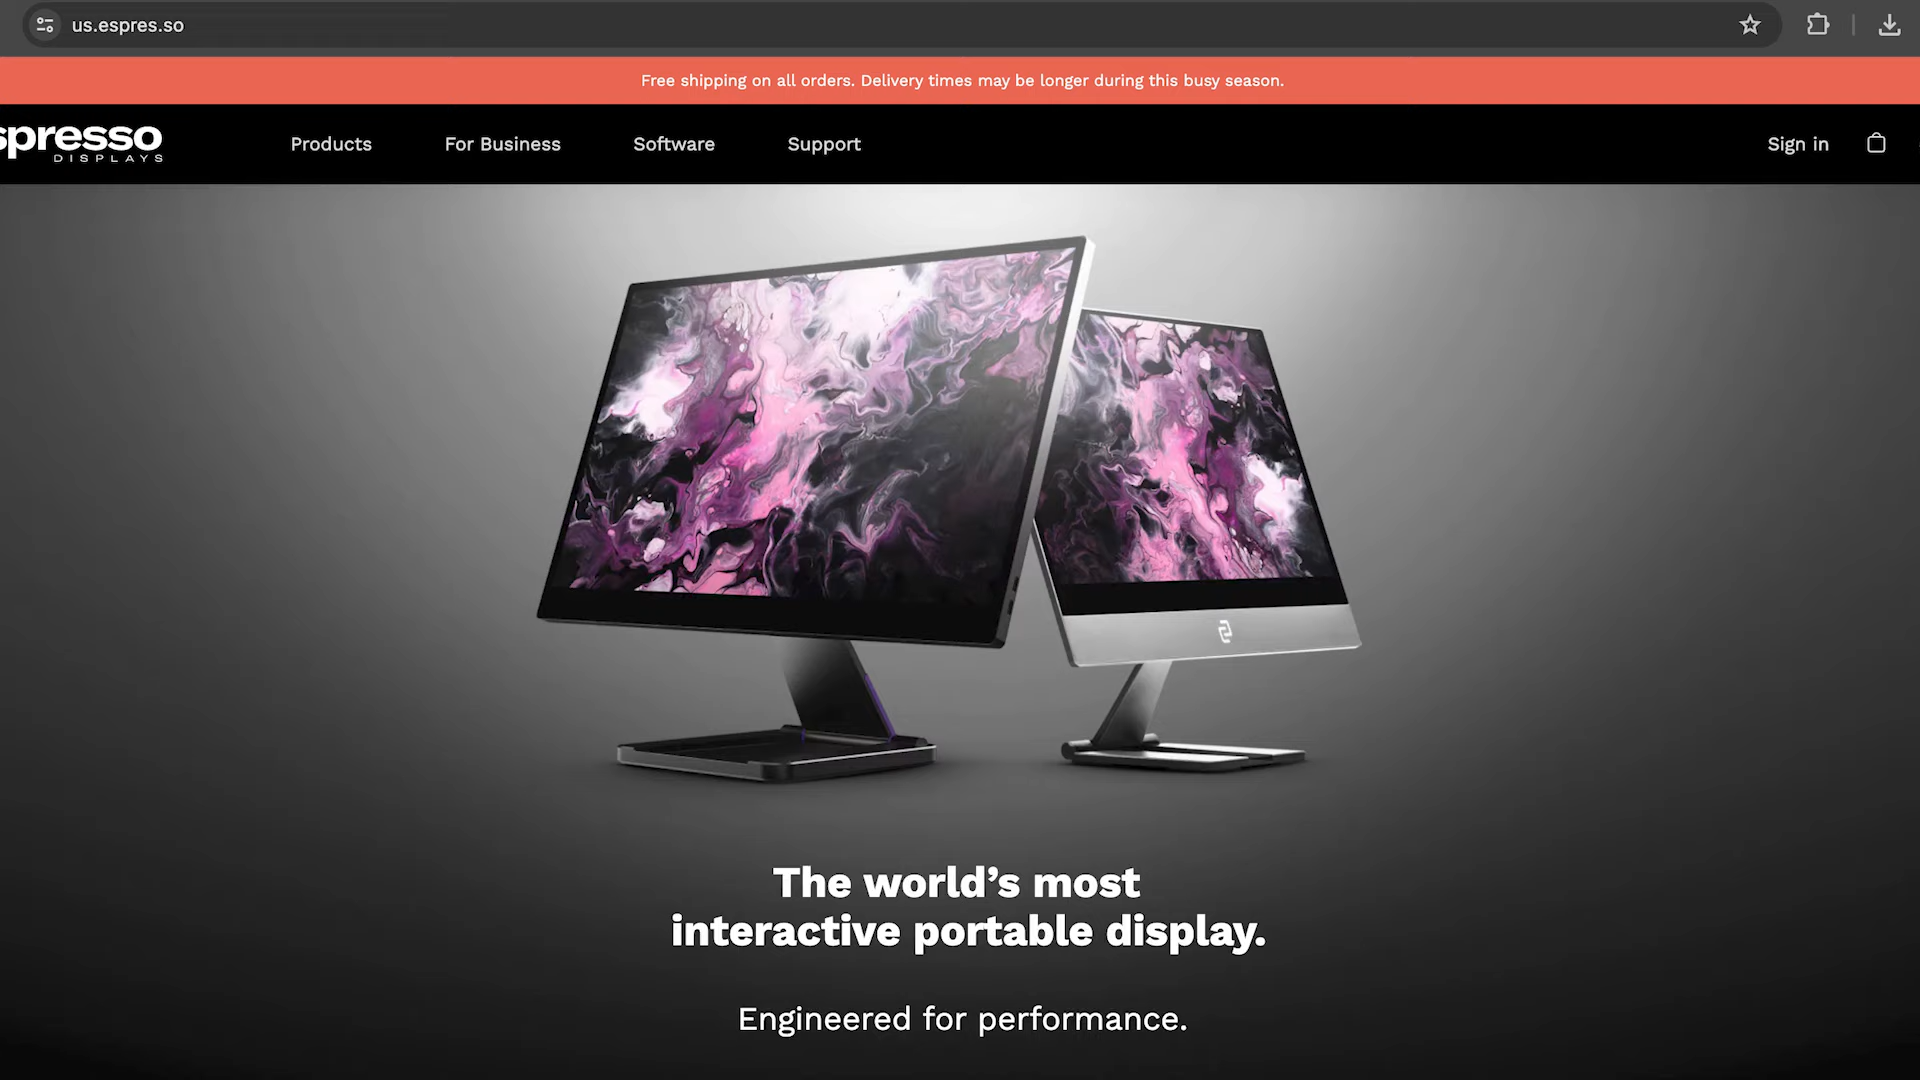 us.espres.so
Free shipping on all orders. Delivery times may be longer during this busy season.
spresso
DISPLAYS
Products
For Business
Software
Support
Sign in
The world’s most
interactive portable display.
Engineered for performance.